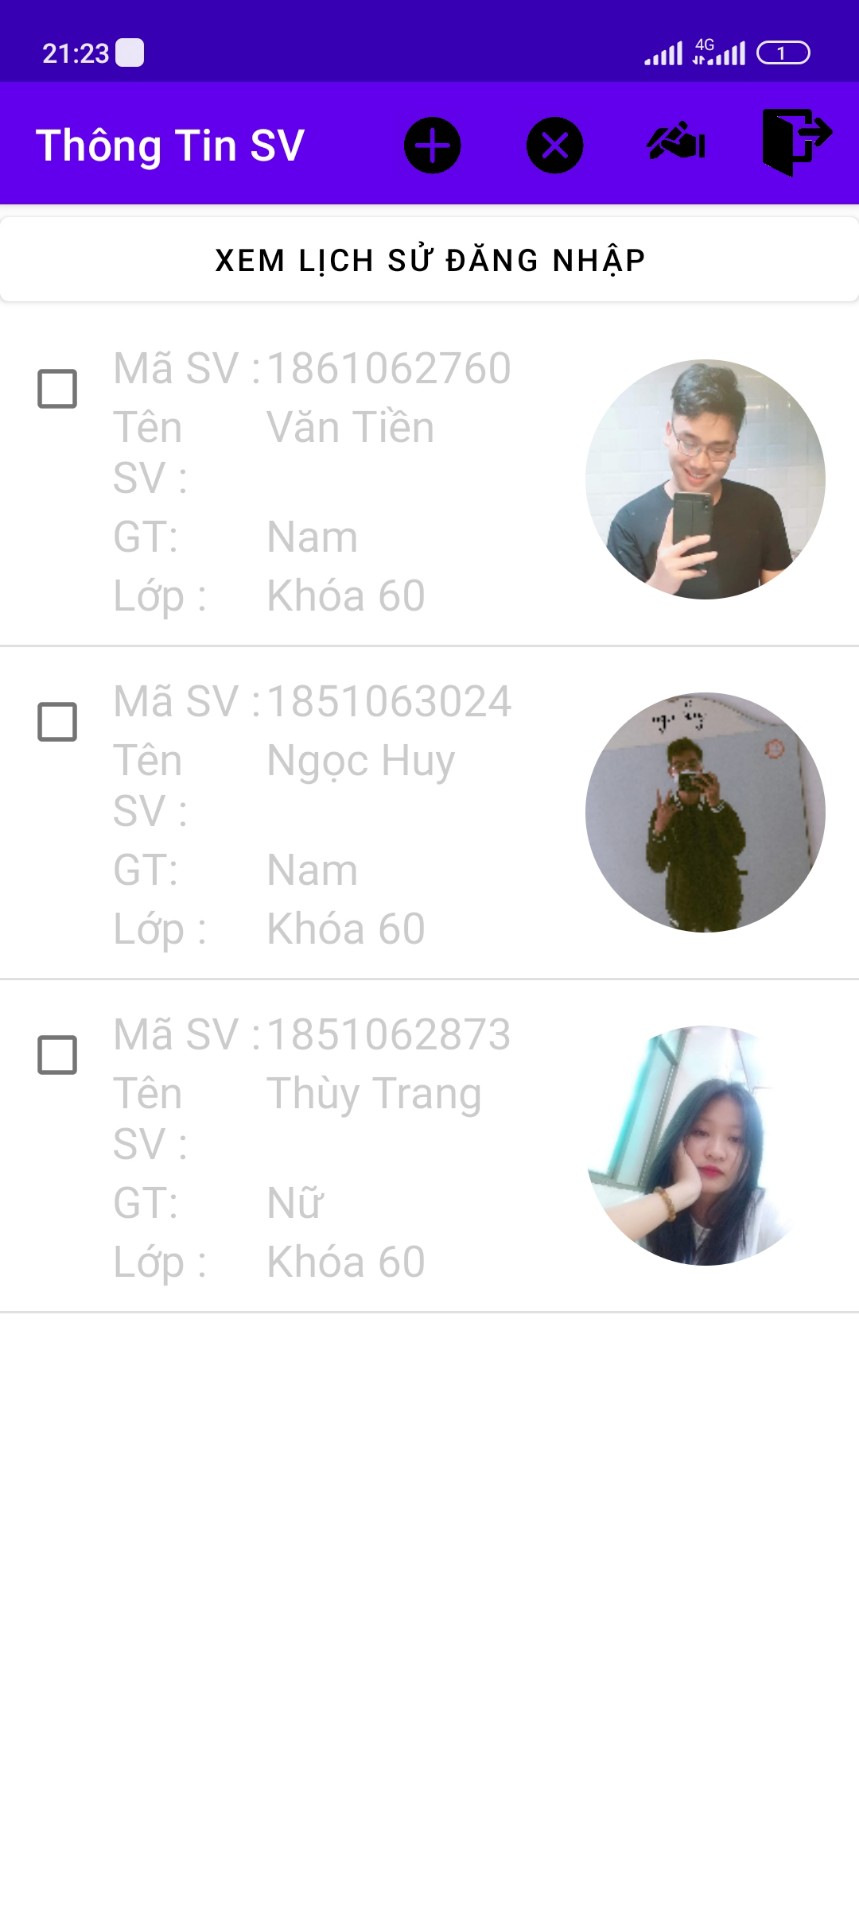 21:23 4G 1
Thông Tin SV
XEM LỊCH SỬ ĐĂNG NHẬP
Mã SV : 1861062760
Tên Văn Tiền
SV :
GT: Nam
Lớp : Khóa 60
Mã SV : 1851063024
Tên Ngọc Huy
SV :
GT: Nam
Lớp : Khóa 60
Mã SV : 1851062873
Tên Thùy Trang
SV :
GT: Nữ
Lớp : Khóa 60